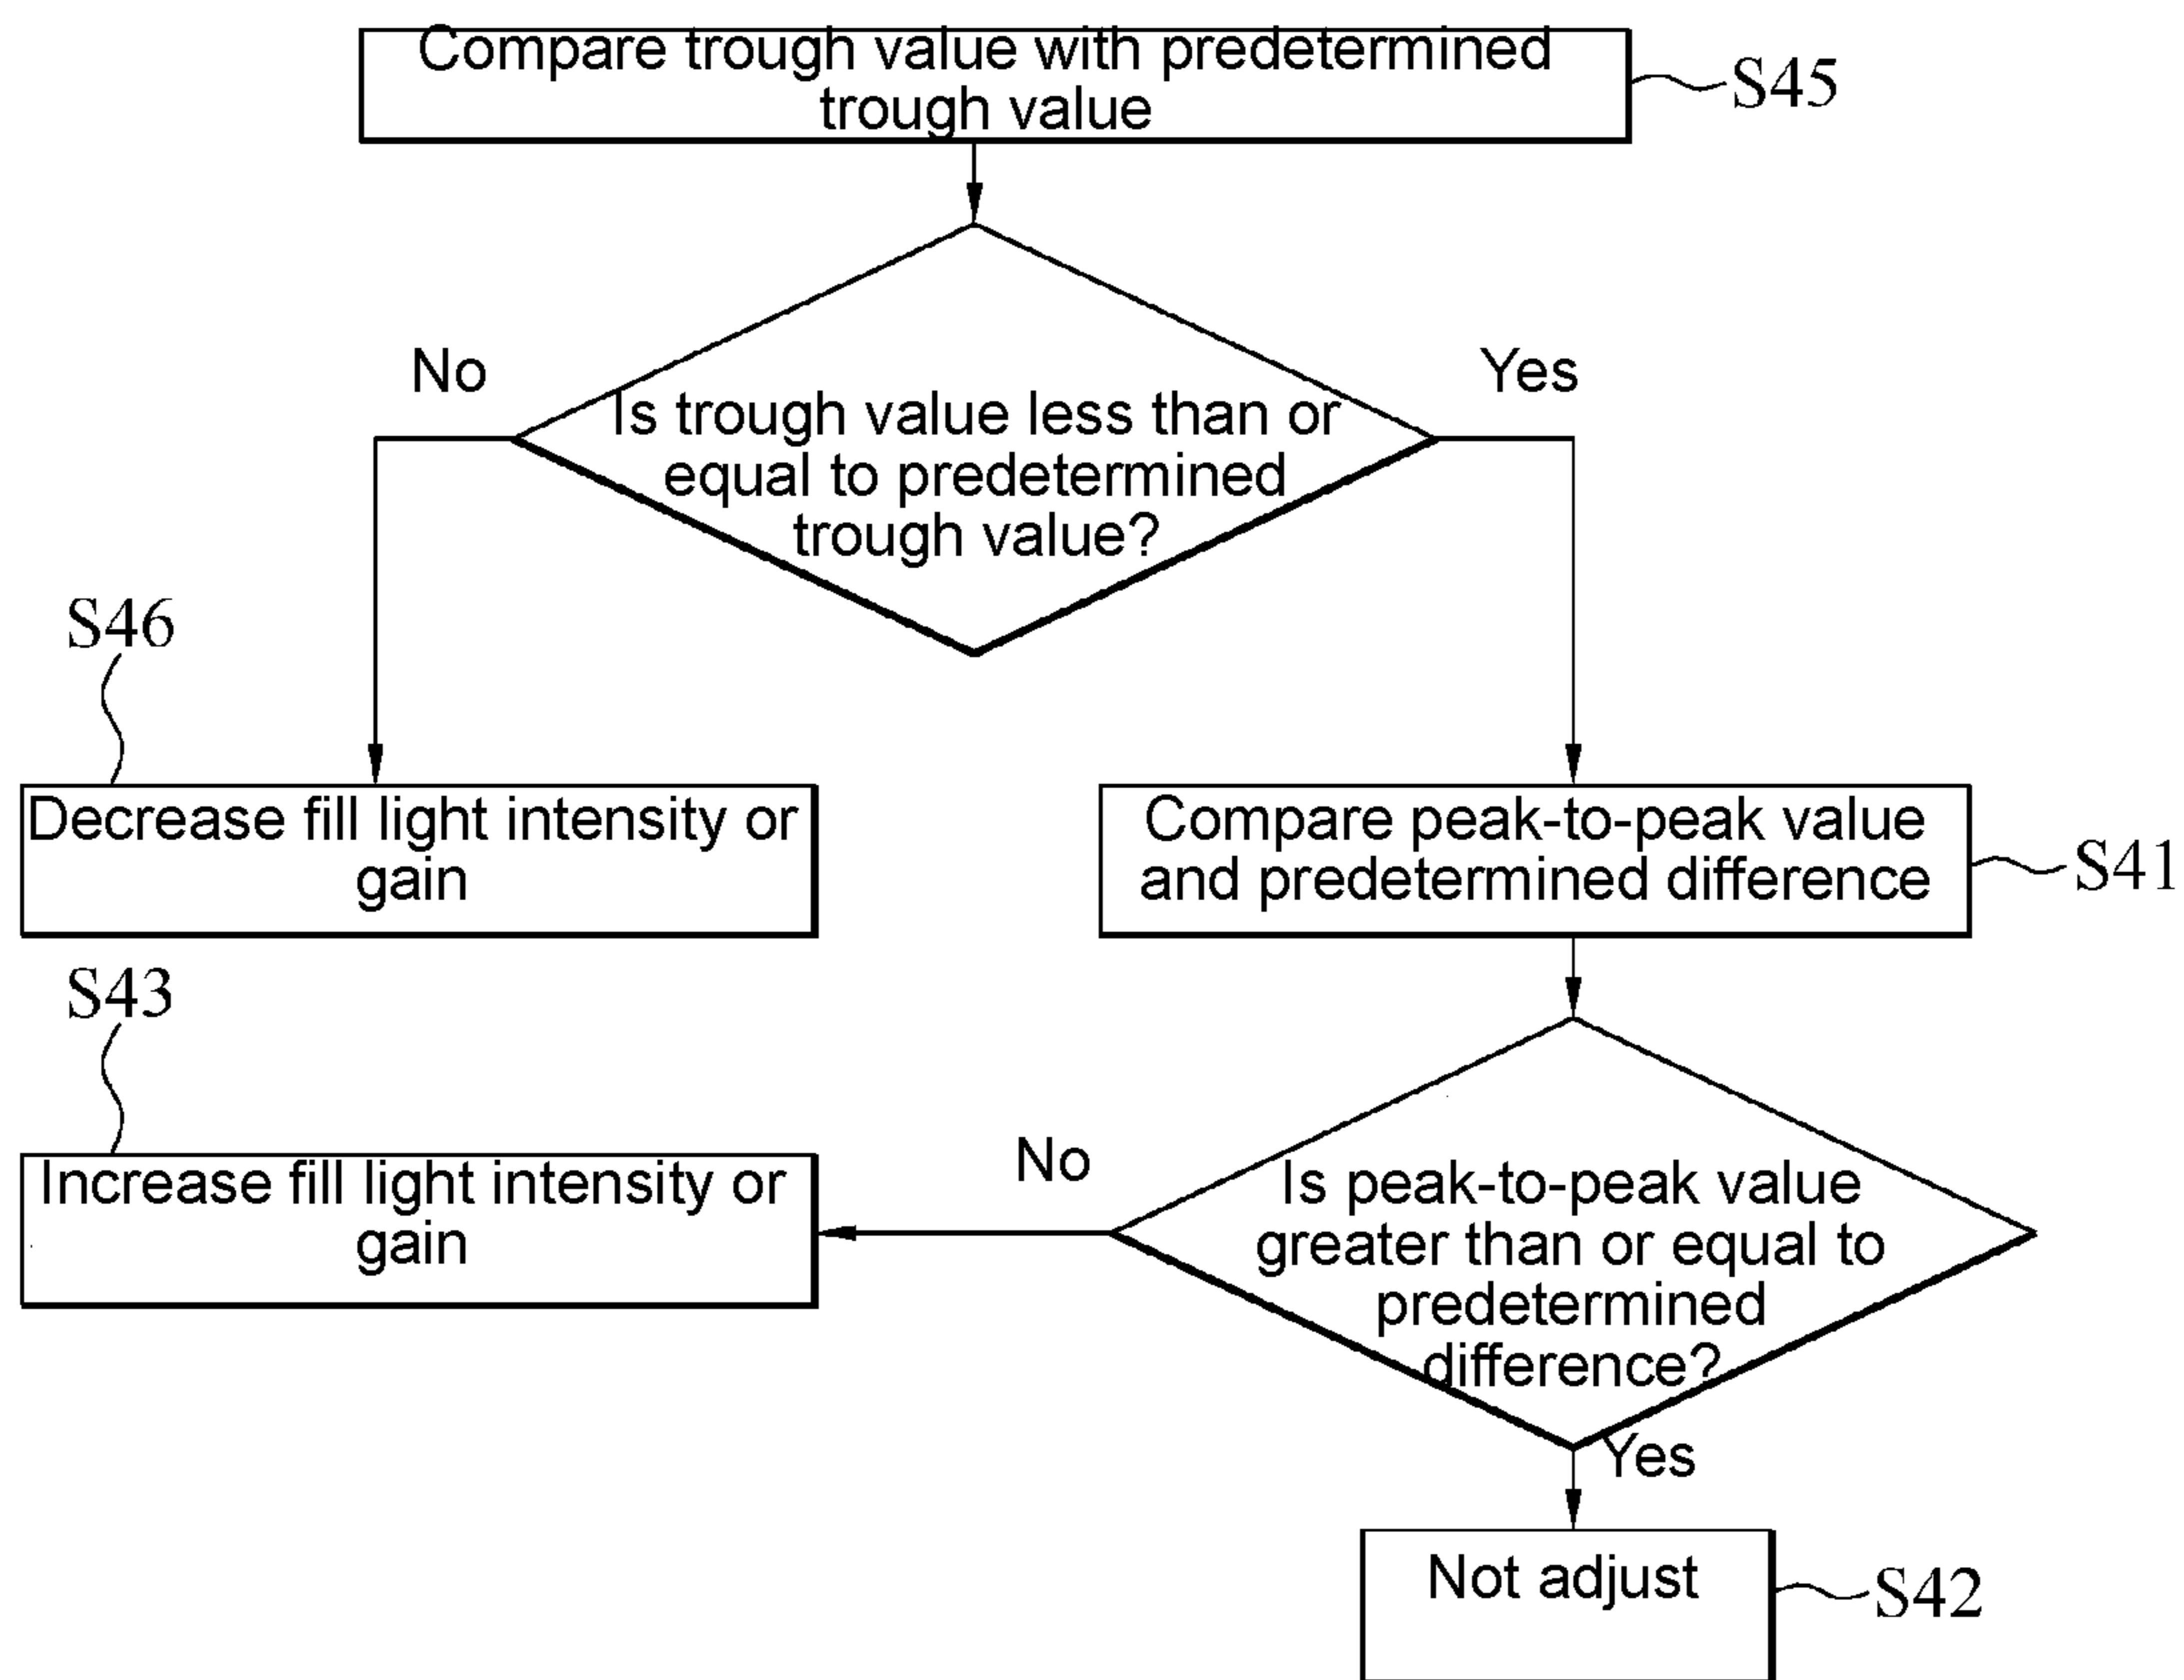 Compare trough value with predetermined
trough value
S45
No
Yes
Is trough value less than or
equal to predetermined
trough value?
S46
Decrease fill light intensity or
gain
Compare peak-to-peak value
and predetermined difference
S41
S43
Increase fill light intensity or
gain
No
Is peak-to-peak value
greater than or equal to
predetermined
difference?
Yes
Not adjust
S42